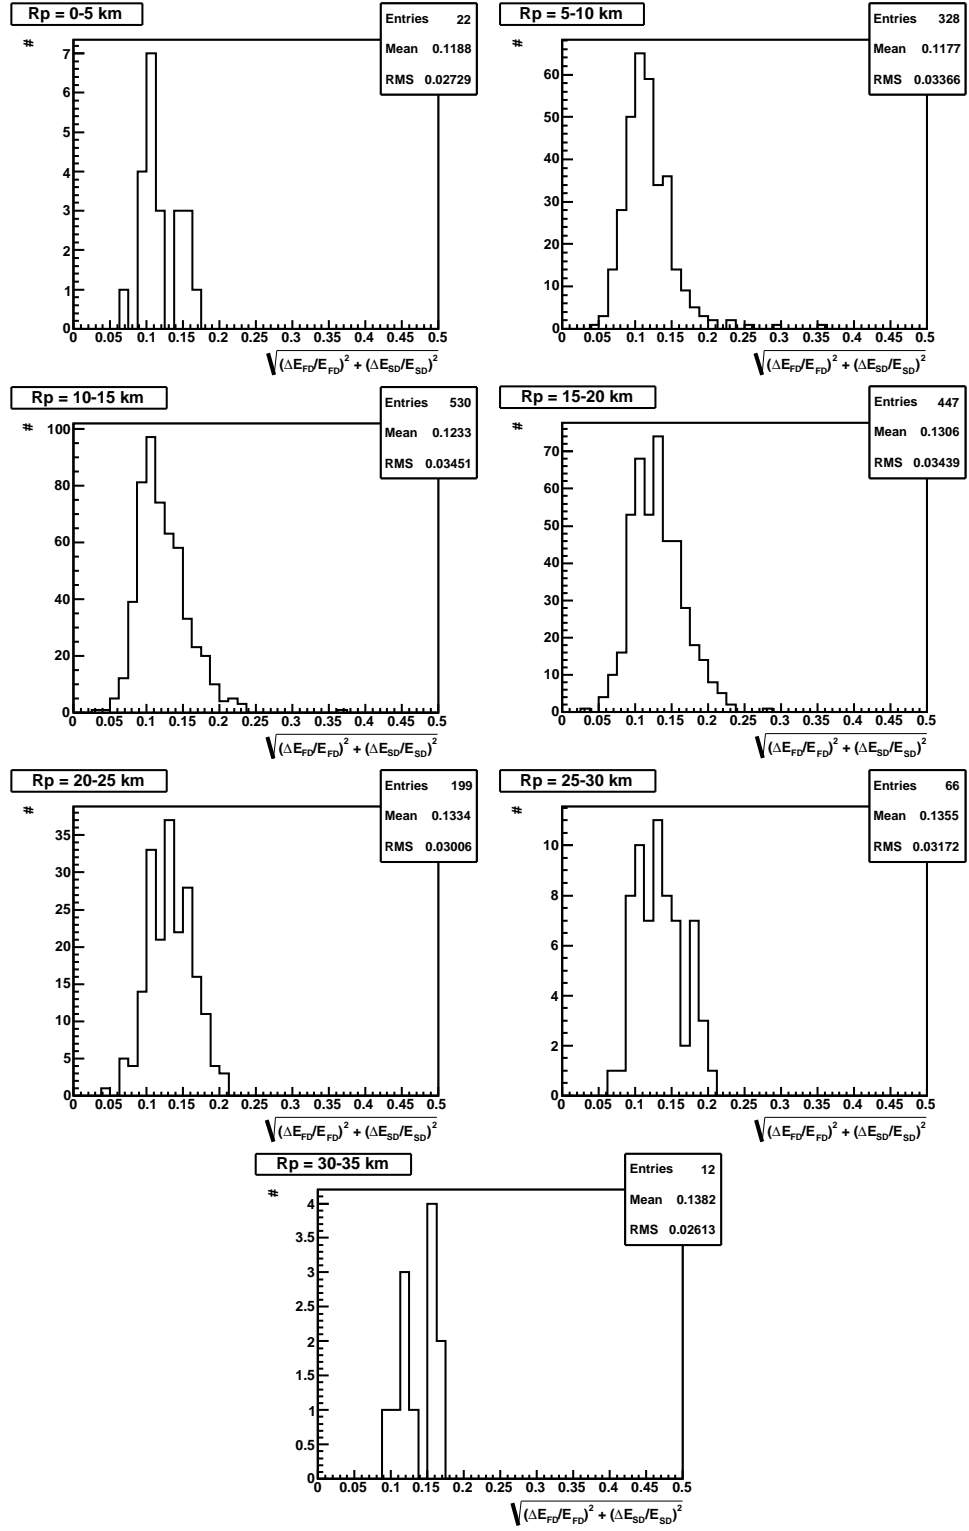 Rp = 0-5 km
Entries 22
Mean 0.1188
RMS 0.02729
#
7
6
5
4
3
2
1
0
0 0.05 0.1 0.15 0.2 0.25 0.3 0.35 0.4 0.45 0.5
√(ΔE_FD/E_FD)² + (ΔE_SD/E_SD)²
Rp = 5-10 km
Entries 328
Mean 0.1177
RMS 0.03366
#
60
50
40
30
20
10
0
0 0.05 0.1 0.15 0.2 0.25 0.3 0.35 0.4 0.45 0.5
√(ΔE_FD/E_FD)² + (ΔE_SD/E_SD)²
Rp = 10-15 km
Entries 530
Mean 0.1233
RMS 0.03451
#
100
80
60
40
20
0
0 0.05 0.1 0.15 0.2 0.25 0.3 0.35 0.4 0.45 0.5
√(ΔE_FD/E_FD)² + (ΔE_SD/E_SD)²
Rp = 15-20 km
Entries 447
Mean 0.1306
RMS 0.03439
#
70
60
50
40
30
20
10
0
0 0.05 0.1 0.15 0.2 0.25 0.3 0.35 0.4 0.45 0.5
√(ΔE_FD/E_FD)² + (ΔE_SD/E_SD)²
Rp = 20-25 km
Entries 199
Mean 0.1334
RMS 0.03006
#
35
30
25
20
15
10
5
0
0 0.05 0.1 0.15 0.2 0.25 0.3 0.35 0.4 0.45 0.5
√(ΔE_FD/E_FD)² + (ΔE_SD/E_SD)²
Rp = 25-30 km
Entries 66
Mean 0.1355
RMS 0.03172
#
10
8
6
4
2
0
0 0.05 0.1 0.15 0.2 0.25 0.3 0.35 0.4 0.45 0.5
√(ΔE_FD/E_FD)² + (ΔE_SD/E_SD)²
Rp = 30-35 km
Entries 12
Mean 0.1382
RMS 0.02613
#
4
3.5
3
2.5
2
1.5
1
0.5
0
0 0.05 0.1 0.15 0.2 0.25 0.3 0.35 0.4 0.45 0.5
√(ΔE_FD/E_FD)² + (ΔE_SD/E_SD)²